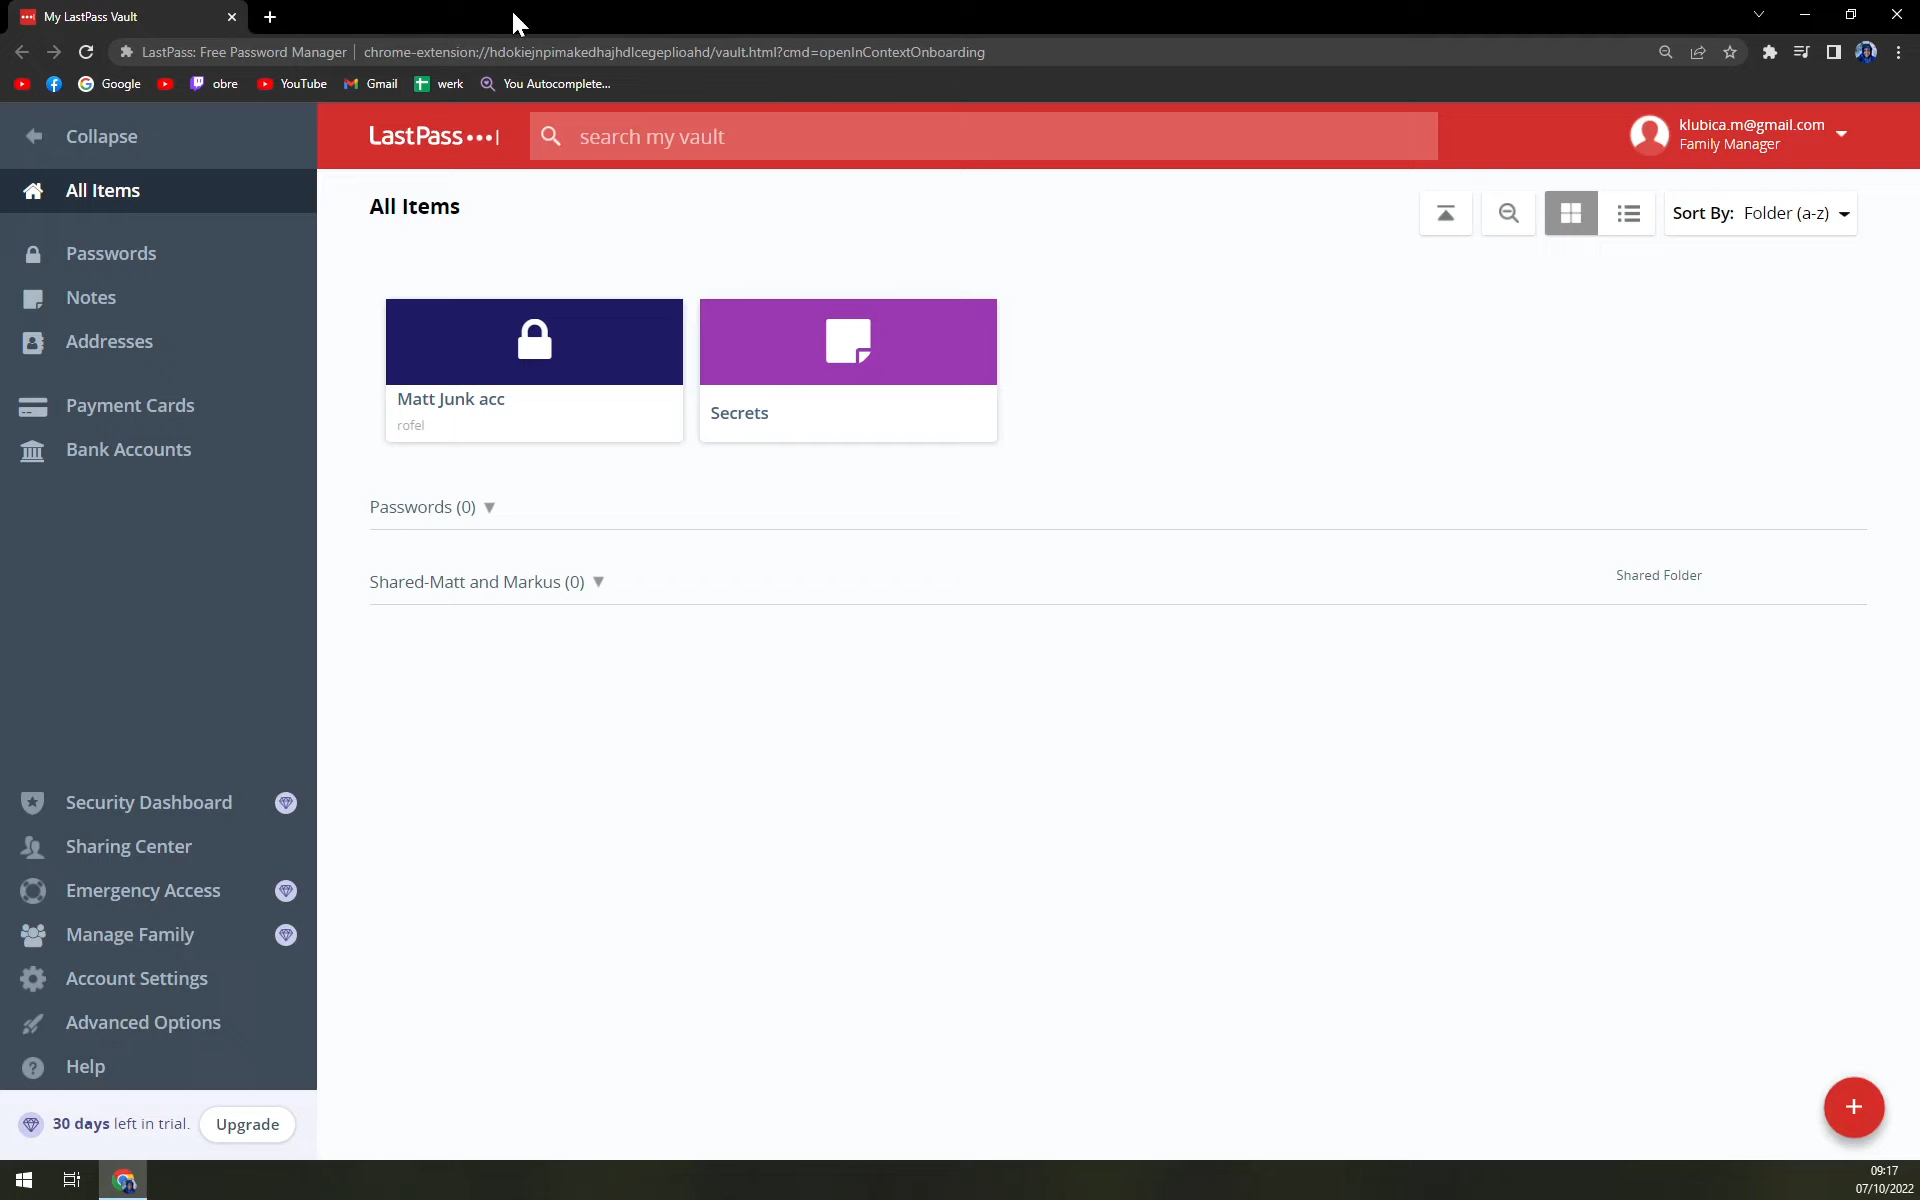 My LastPass Vault
LastPass: Free Password Manager | chrome-extension://hdokiejnpimakedhajhdlcegeplioahd/vault.html?cmd=openInContextOnboarding
Google obre YouTube Gmail werk You Autocomplete...
Collapse
LastPass
search my vault
klubica.m@gmail.com
Family Manager
All Items
Passwords
Notes
Addresses
Payment Cards
Bank Accounts
Security Dashboard
Sharing Center
Emergency Access
Manage Family
Account Settings
Advanced Options
Help
30 days left in trial. Upgrade
All Items
Sort By: Folder (a-z)
Matt Junk acc
rofel
Secrets
Passwords (0)
Shared-Matt and Markus (0)
Shared Folder
09:17
07/10/2022